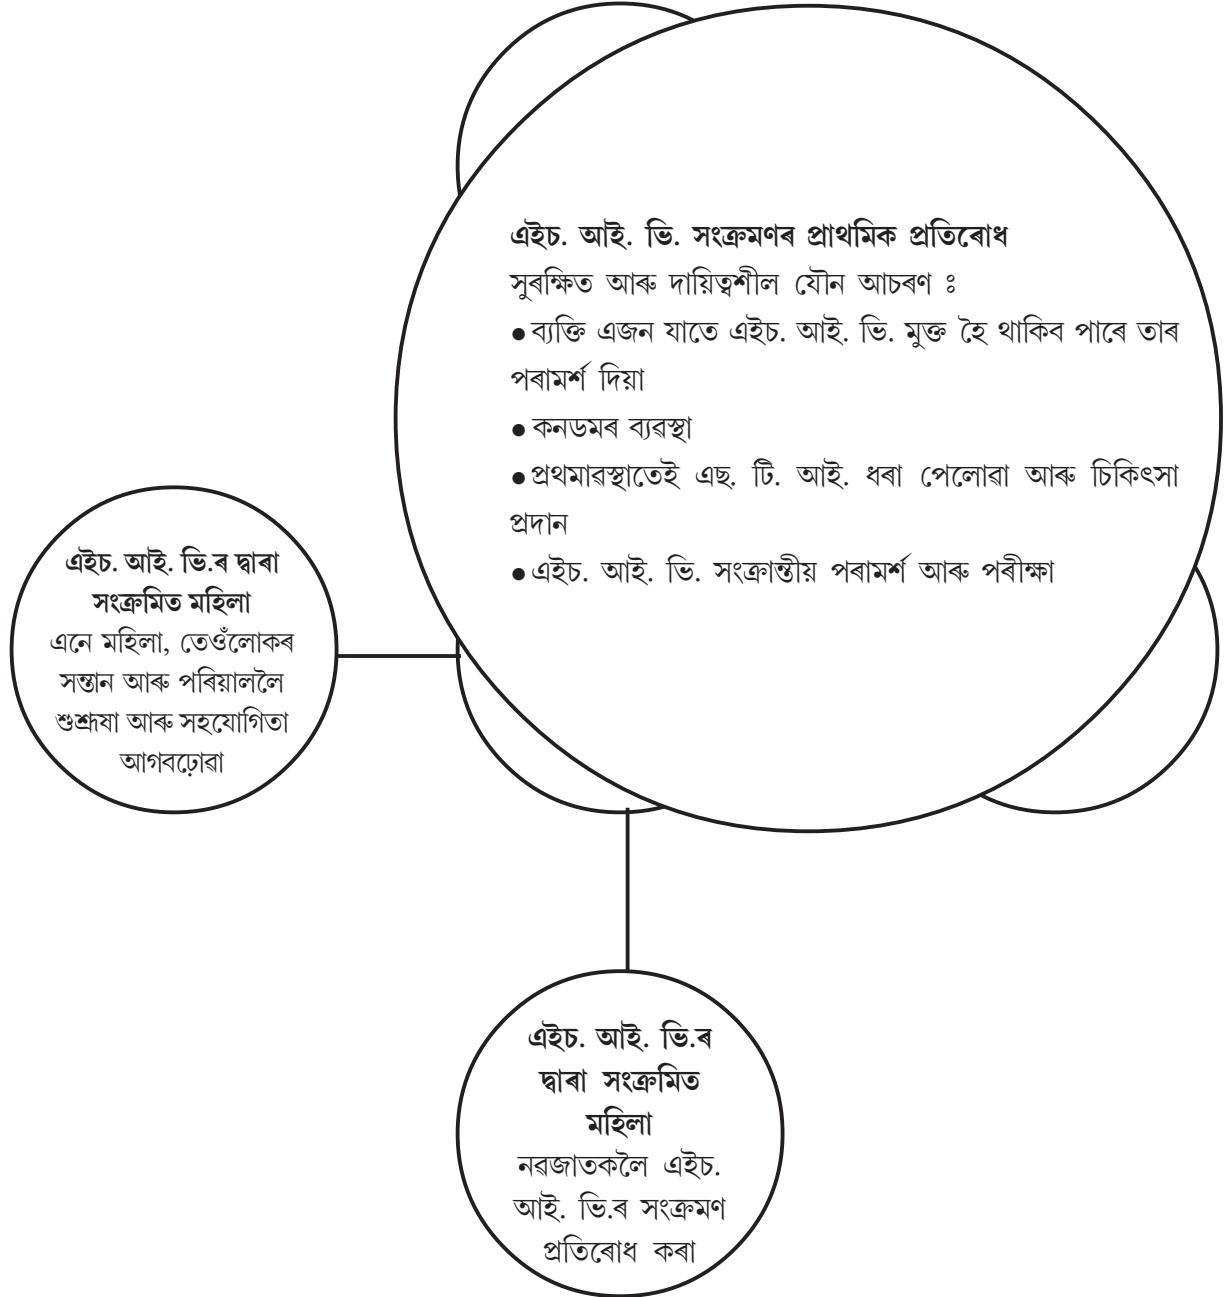 এইচ. আই. ভি. সংক্ৰমণৰ প্ৰাথমিক প্ৰতিৰোধ
সুৰক্ষিত আৰু দায়িত্বশীল যৌন আচৰণ ঃ
● ব্যক্তি এজন যাতে এইচ. আই. ভি. মুক্ত হৈ থাকিব পাৰে তাৰ
পৰামৰ্শ দিয়া
● কনডমৰ ব্যৱস্থা
● প্ৰথমাৱস্থাতেই এছ. টি. আই. ধৰা পেলোৱা আৰু চিকিৎসা
প্ৰদান
● এইচ. আই. ভি. সংক্ৰান্তীয় পৰামৰ্শ আৰু পৰীক্ষা
এইচ. আই. ভি.ৰ দ্বাৰা
সংক্ৰমিত মহিলা
এনে মহিলা, তেওঁলোকৰ
সন্তান আৰু পৰিয়াললৈ
শুশ্ৰূষা আৰু সহযোগিতা
আগবঢ়োৱা
এইচ. আই. ভি.ৰ
দ্বাৰা সংক্ৰমিত
মহিলা
নৱজাতকলৈ এইচ.
আই. ভি.ৰ সংক্ৰমণ
প্ৰতিৰোধ কৰা